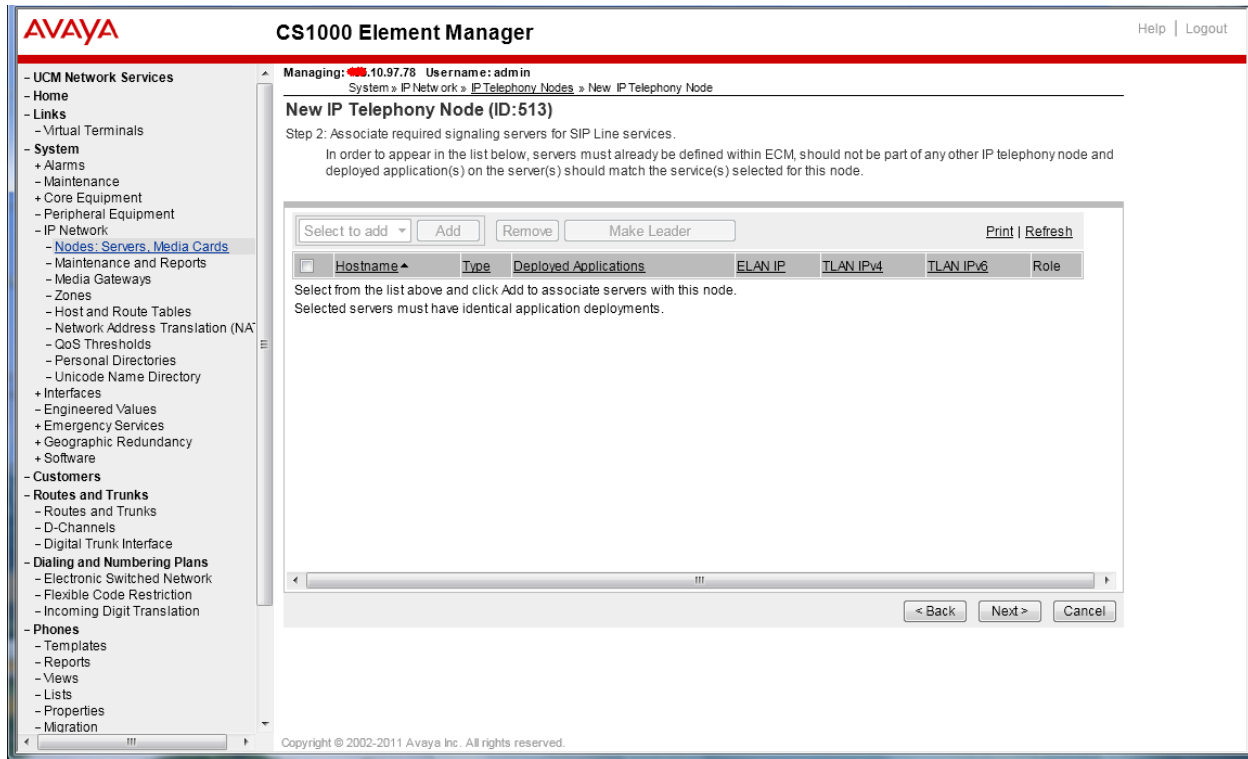 AVAYA
CS1000 Element Manager
Help | Logout
– UCM Network Services
– Home
– Links
– Virtual Terminals
– System
+ Alarms
– Maintenance
+ Core Equipment
– Peripheral Equipment
– IP Network
– Nodes: Servers, Media Cards
– Maintenance and Reports
– Media Gateways
– Zones
– Host and Route Tables
– Network Address Translation (NA
– QoS Thresholds
– Personal Directories
– Unicode Name Directory
+ Interfaces
– Engineered Values
+ Emergency Services
+ Geographic Redundancy
+ Software
– Customers
– Routes and Trunks
– Routes and Trunks
– D-Channels
– Digital Trunk Interface
– Dialing and Numbering Plans
– Electronic Switched Network
– Flexible Code Restriction
– Incoming Digit Translation
– Phones
– Templates
– Reports
– Views
– Lists
– Properties
– Migration
Managing: .10.97.78 Username: admin
System » IP Network » IP Telephony Nodes » New IP Telephony Node
New IP Telephony Node (ID:513)
Step 2: Associate required signaling servers for SIP Line services.
In order to appear in the list below, servers must already be defined within ECM, should not be part of any other IP telephony node and
deployed application(s) on the server(s) should match the service(s) selected for this node.
Select to add Add Remove Make Leader Print | Refresh
Hostname Type Deployed Applications ELAN IP TLAN IPv4 TLAN IPv6 Role
Select from the list above and click Add to associate servers with this node.
Selected servers must have identical application deployments.
< Back Next > Cancel
Copyright © 2002-2011 Avaya Inc. All rights reserved.